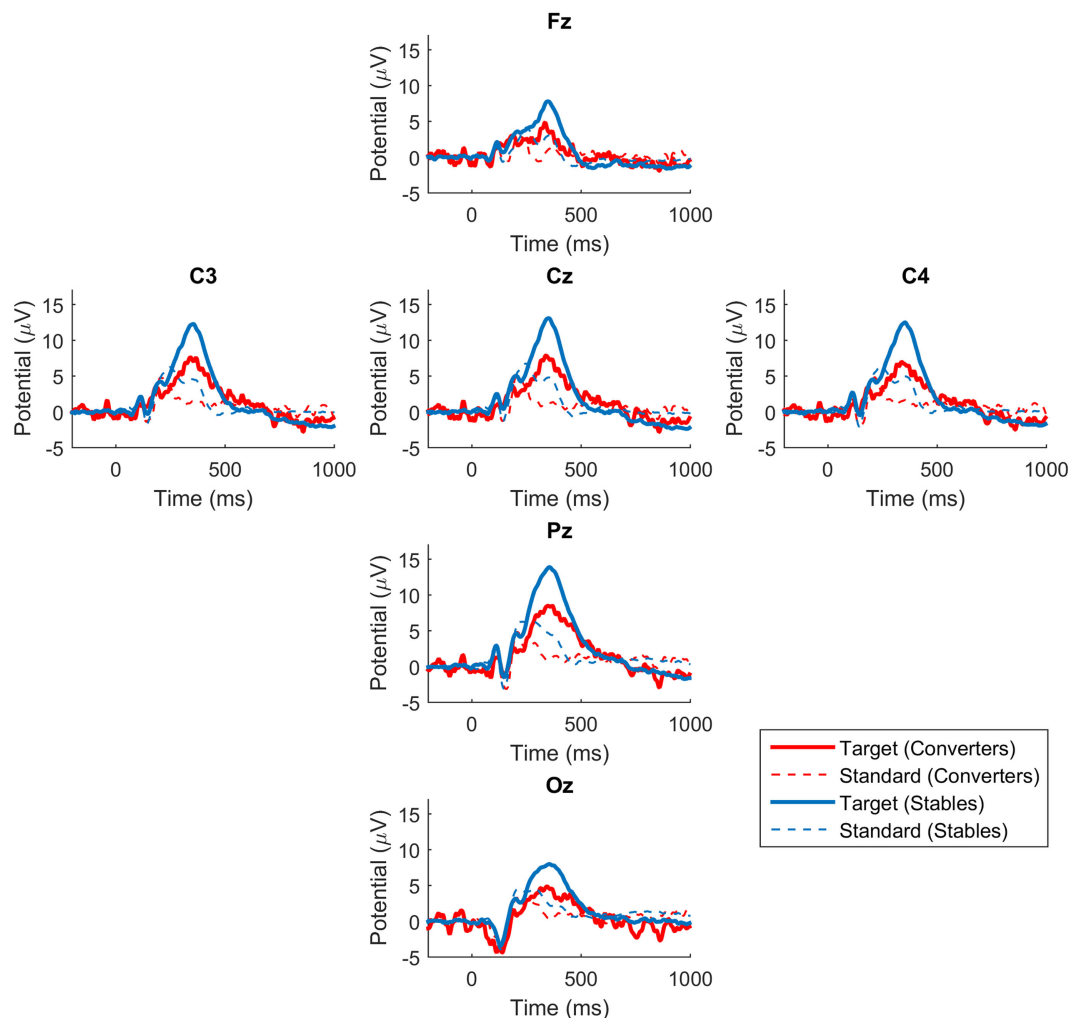 Fz
15
10
5
0
-5
Potential (μV)
0 500 1000
Time (ms)
C3
15
10
5
0
-5
Potential (μV)
0 500 1000
Time (ms)
Cz
15
10
5
0
-5
Potential (μV)
0 500 1000
Time (ms)
C4
15
10
5
0
-5
Potential (μV)
0 500 1000
Time (ms)
Pz
15
10
5
0
-5
Potential (μV)
0 500 1000
Time (ms)
Target (Converters)
Standard (Converters)
Target (Stables)
Standard (Stables)
Oz
15
10
5
0
-5
Potential (μV)
0 500 1000
Time (ms)